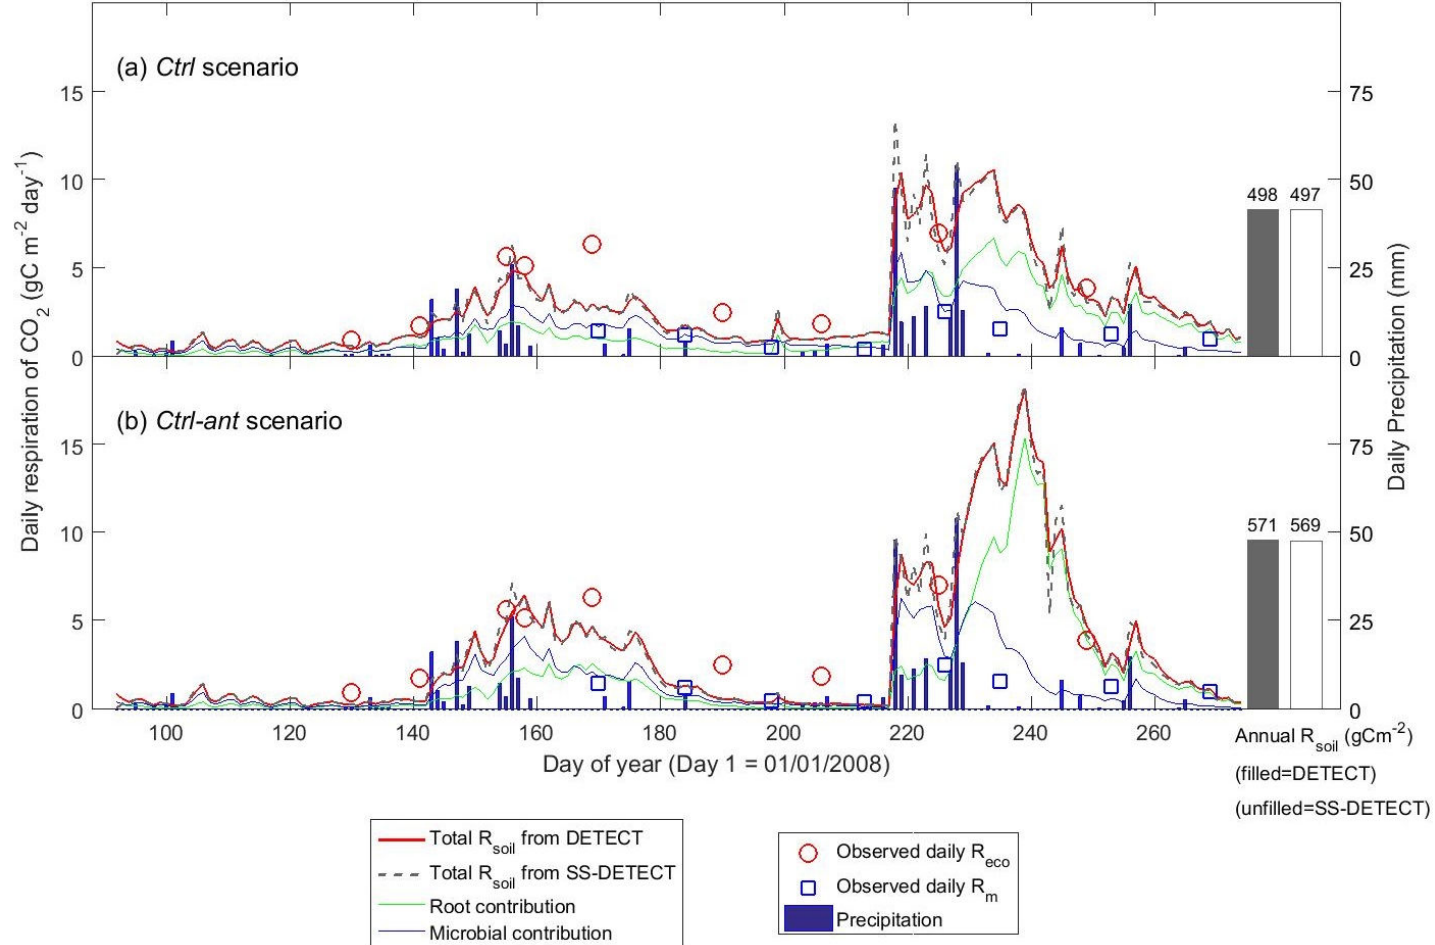 (a) Ctrl scenario
15
10
5
0
75
50
25
0
498 497
(b) Ctrl-ant scenario
15
10
5
0
75
50
25
0
571 569
Daily respiration of CO2 (gC m-2 day-1)
Daily Precipitation (mm)
100 120 140 160 180 200 220 240 260
Day of year (Day 1 = 01/01/2008)
Annual Rsoil (gCm-2)
(filled=DETECT)
(unfilled=SS-DETECT)
Total Rsoil from DETECT
Total Rsoil from SS-DETECT
Root contribution
Microbial contribution
Observed daily Reco
Observed daily Rm
Precipitation